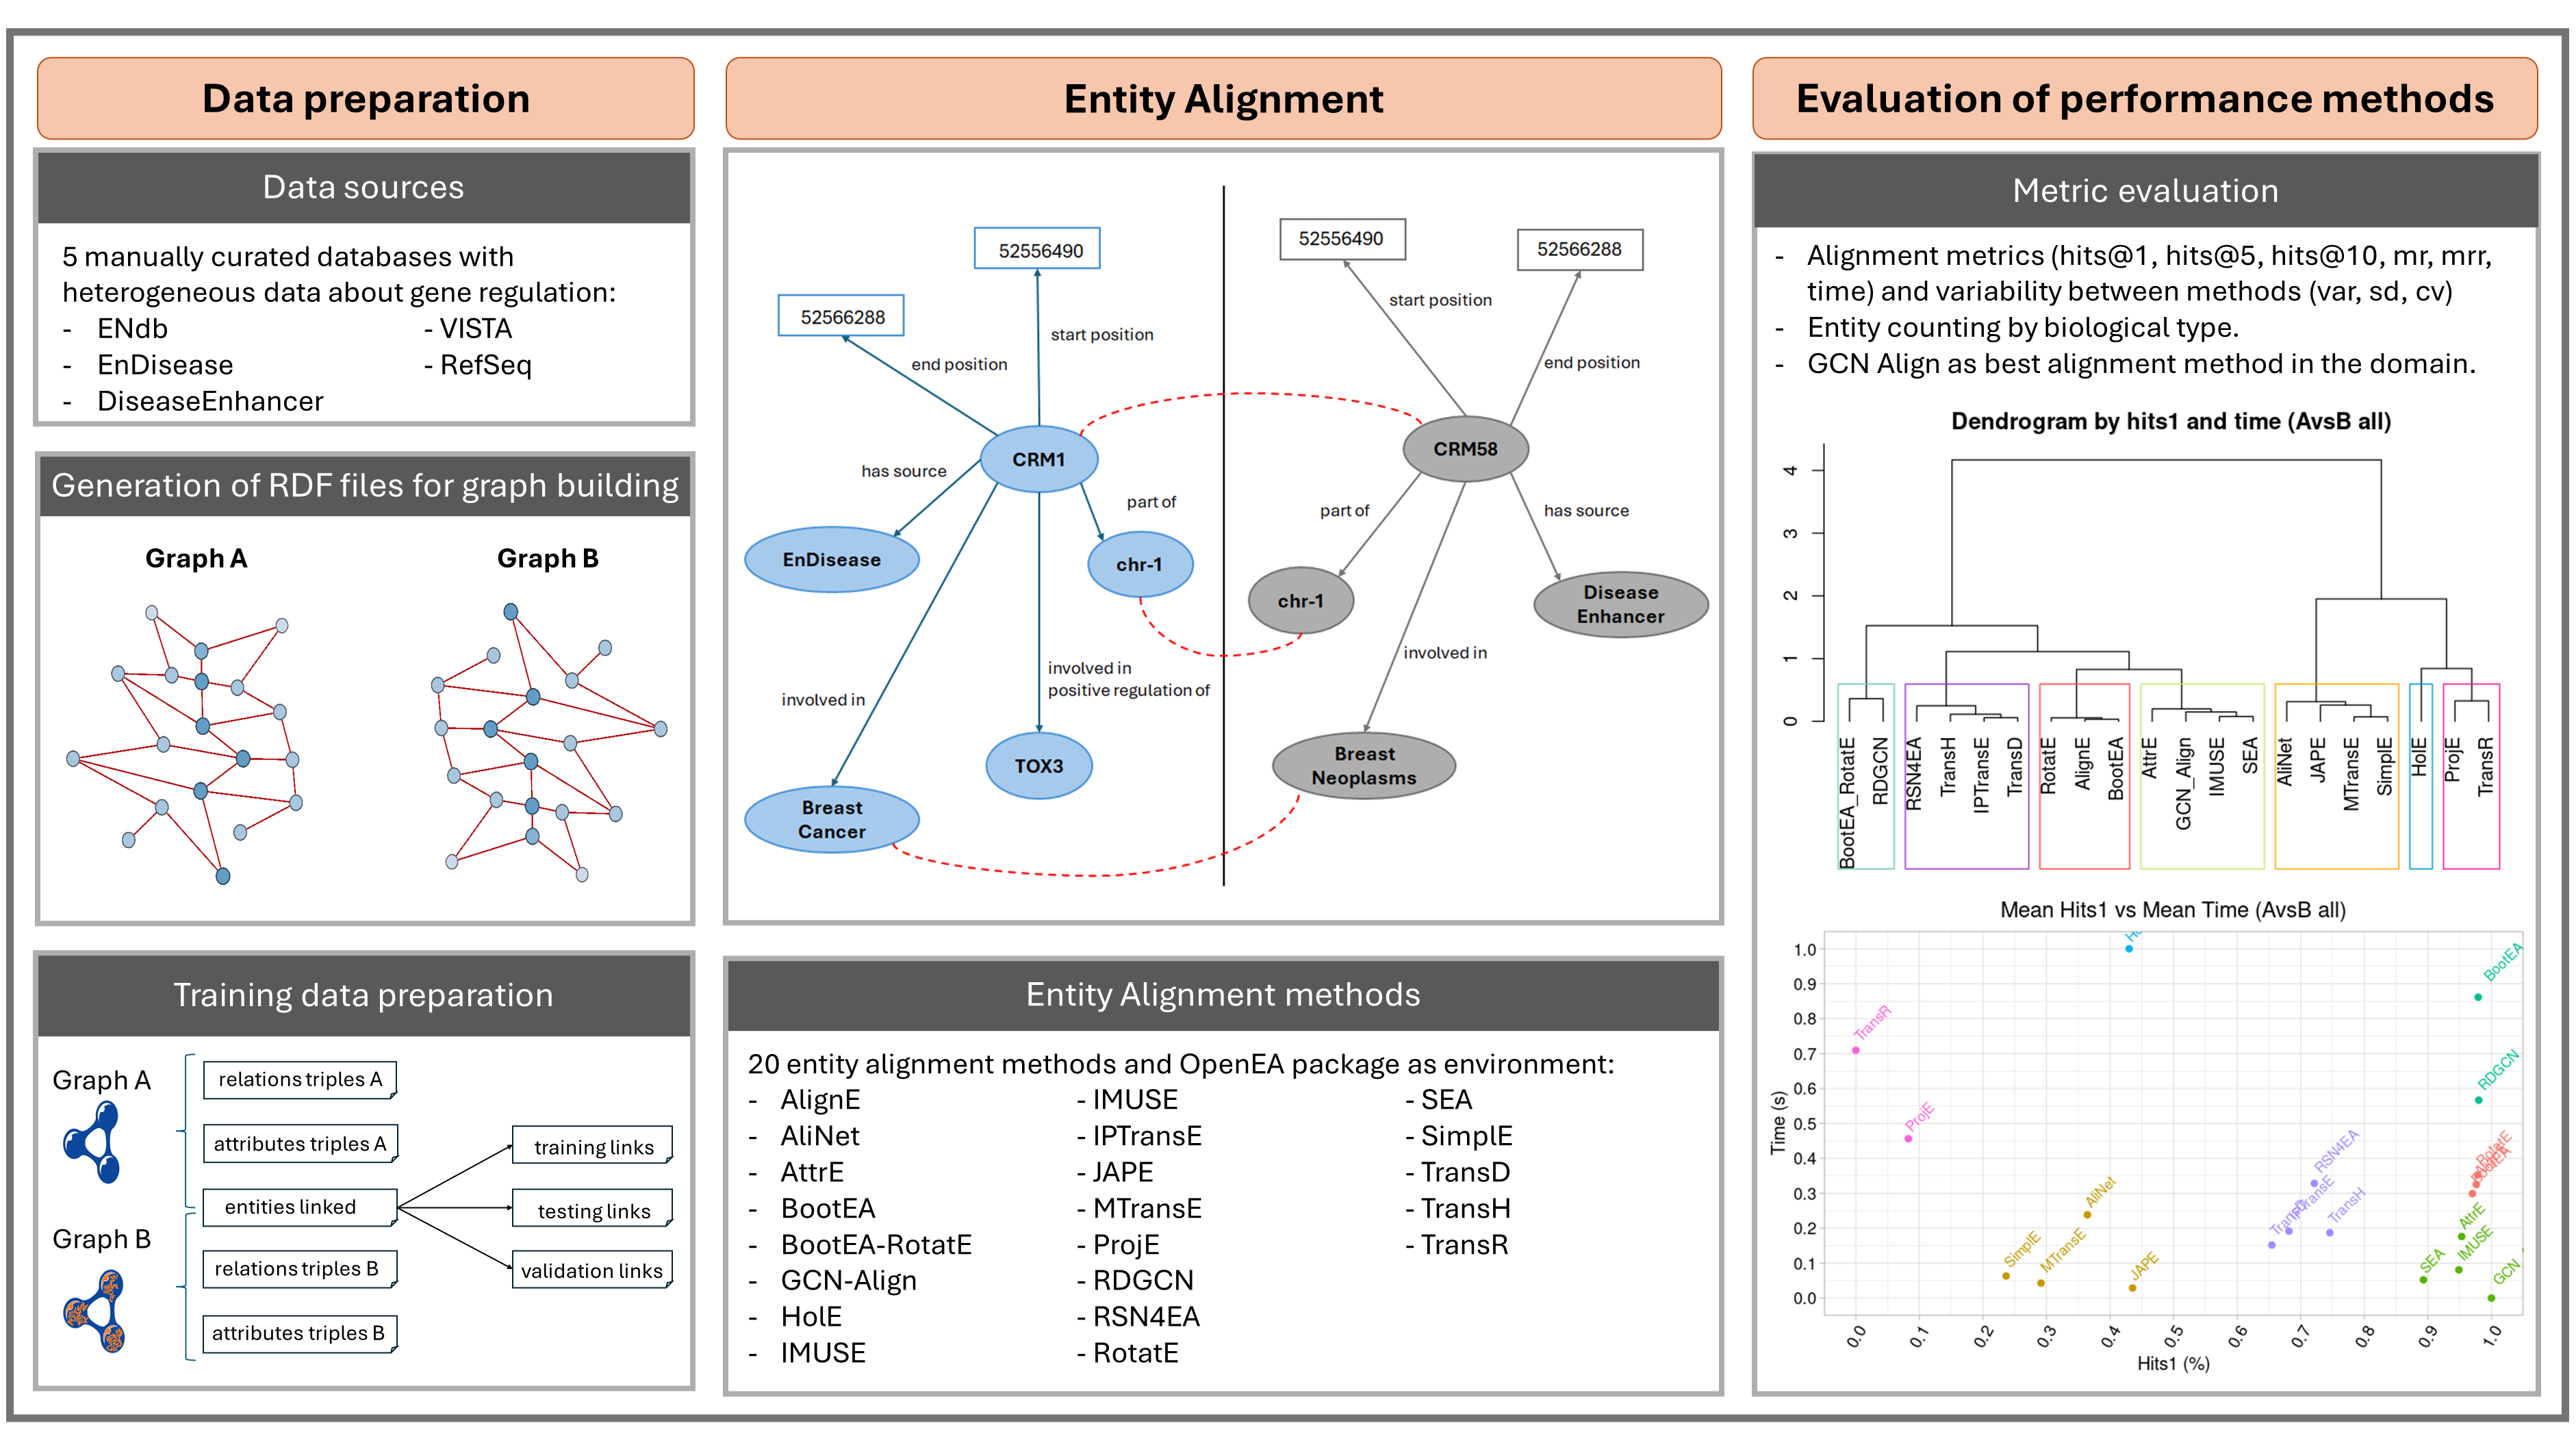 Data preparation
Data sources
5 manually curated databases with
heterogeneous data about gene regulation:
- ENdb
- EnDisease
- DiseaseEnhancer
- VISTA
- RefSeq
Generation of RDF files for graph building
Graph A
Graph B
Training data preparation
Graph A
Graph B
relations triples A
attributes triples A
entities linked
relations triples B
attributes triples B
training links
testing links
validation links
Entity Alignment
52556490
52566288
start position
end position
CRM1
has source
part of
EnDisease
chr-1
involved in
positive regulation of
involved in
TOX3
Breast
Cancer
52556490
52566288
start position
end position
CRM58
part of
has source
chr-1
Disease
Enhancer
involved in
Breast
Neoplasms
Entity Alignment methods
20 entity alignment methods and OpenEA package as environment:
- AlignE
- AliNet
- AttrE
- BootEA
- BootEA-RotatE
- GCN-Align
- HolE
- IMUSE
- IMUSE
- IPTransE
- JAPE
- MTransE
- ProjE
- RDGCN
- RSN4EA
- RotatE
- SEA
- SimplE
- TransD
- TransH
- TransR
Evaluation of performance methods
Metric evaluation
- Alignment metrics (hits@1, hits@5, hits@10, mr, mrr,
time) and variability between methods (var, sd, cv)
- Entity counting by biological type.
- GCN Align as best alignment method in the domain.
Dendrogram by hits1 and time (AvsB all)
4
3
2
1
0
BootEA_RotatE
RDGCN
RSN4EA
TransH
IPTransE
TransD
RotatE
AlignE
BootEA
AttrE
GCN_Align
IMUSE
SEA
AliNet
JAPE
MTransE
SimplE
HolE
ProjE
TransR
Mean Hits1 vs Mean Time (AvsB all)
Time (s)
1.0
0.9
0.8
0.7
0.6
0.5
0.4
0.3
0.2
0.1
0.0
BootEA
TransR
RDGCN
ProjE
RSN4EA
RotatE
AliNet
TransH
AttrE
SimplE
MTransE
JAPE
SEA
IMUSE
GCN
0.0
0.1
0.2
0.3
0.4
0.5
0.6
0.7
0.8
0.9
1.0
Hits1 (%)